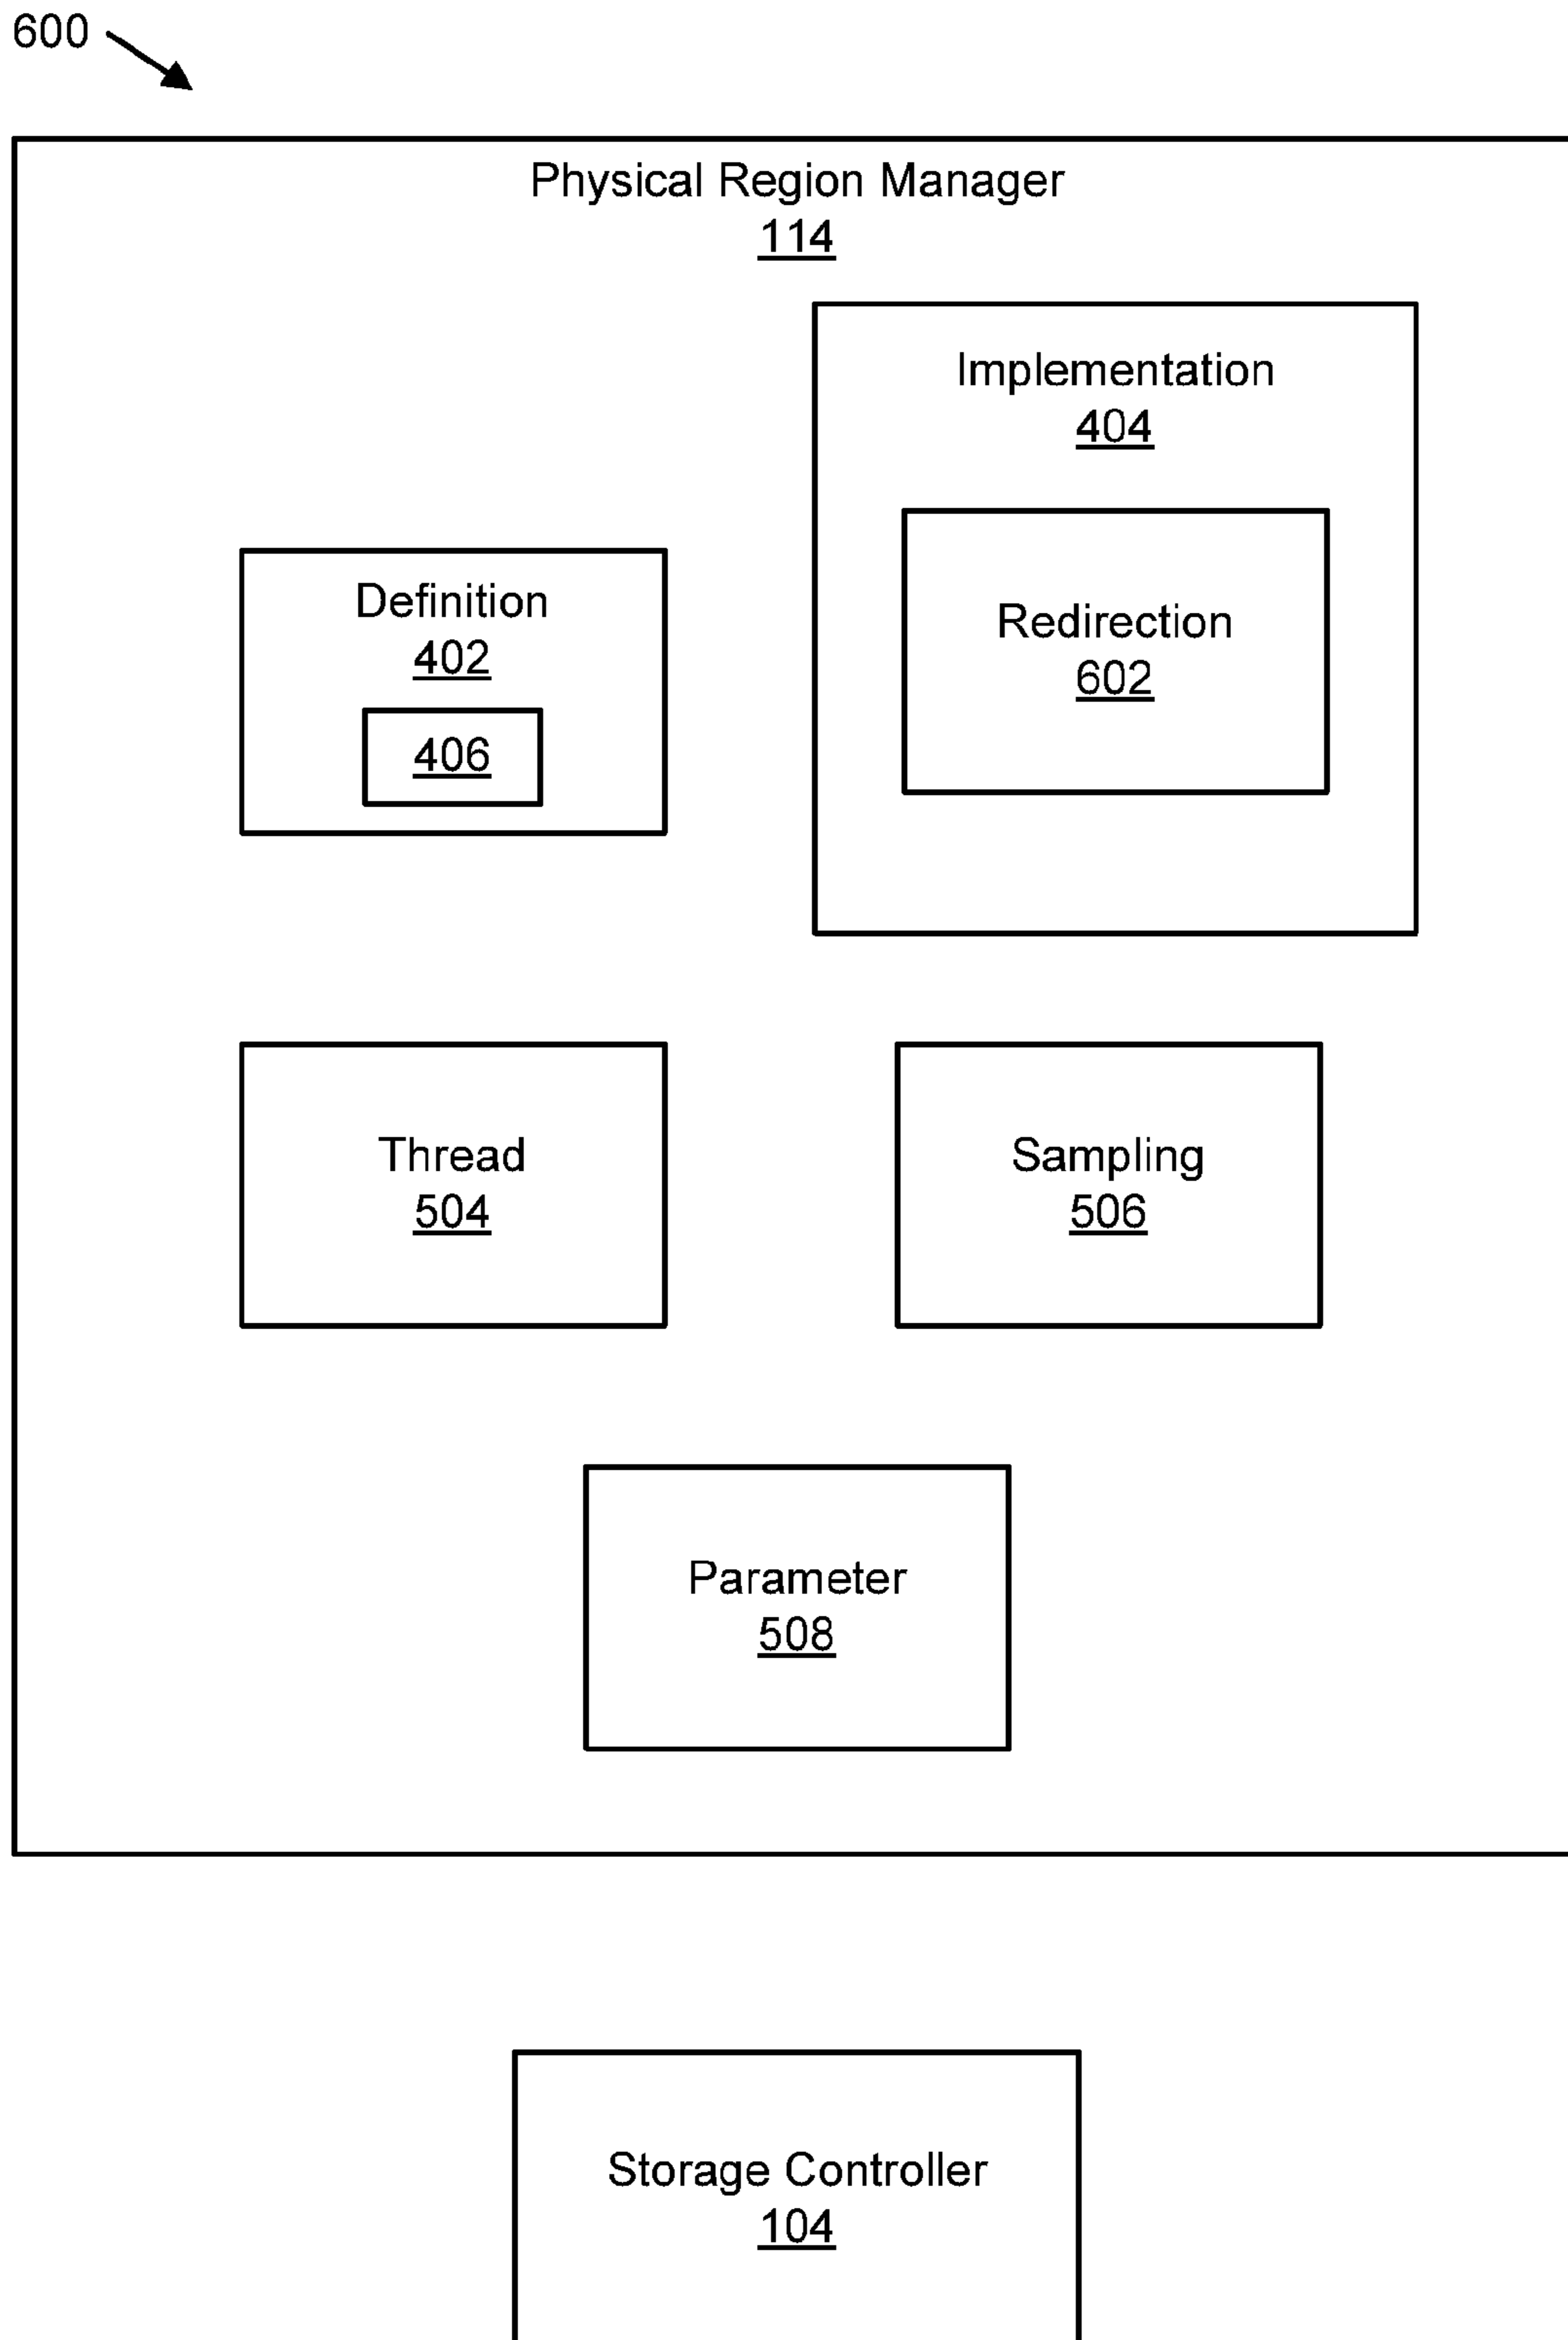 600
Physical Region Manager
114
Implementation
404
Definition
402
Redirection
602
406
Thread
504
Sampling
506
Parameter
508
Storage Controller
104